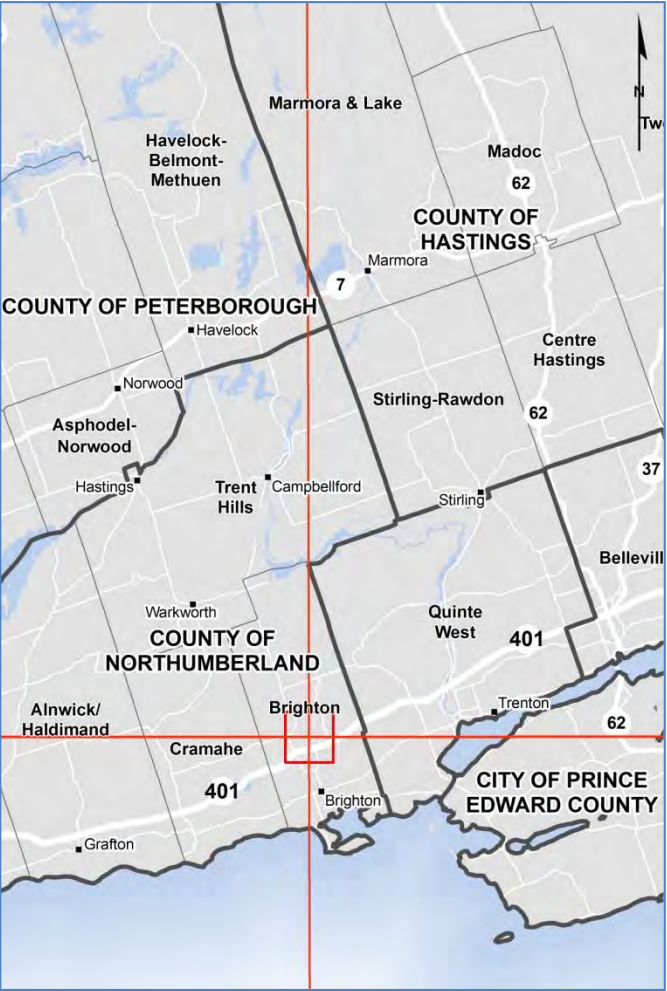 Marmora & Lake
N
Tw
Havelock-
Belmont-
Methuen
Madoc
62
COUNTY OF
HASTINGS
Marmora
7
COUNTY OF PETERBOROUGH
Havelock
Centre
Hastings
Norwood
Stirling-Rawdon
62
Asphodel-
Norwood
37
Hastings
Trent
Hills
Campbellford
Stirling
Bellevill
Warkworth
Quinte
West
401
COUNTY OF
NORTHUMBERLAND
Alnwick/
Haldimand
Brighton
Trenton
62
Cramahe
401
CITY OF PRINCE
EDWARD COUNTY
Brighton
Grafton